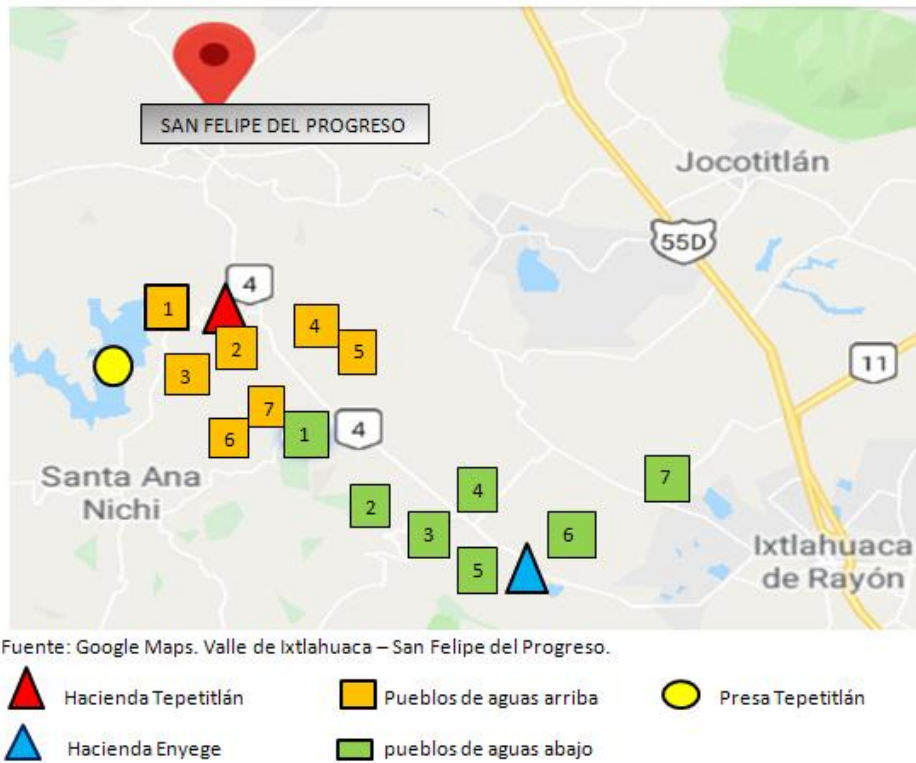 SAN FELIPE DEL PROGRESO
Jocotitlán
55D
4
1
4
2
5
3
11
7
6
1
4
Santa Ana
Nichi
7
4
2
3
6
5
Ixtlahuaca
de Rayón
Fuente: Google Maps. Valle de Ixtlahuaca – San Felipe del Progreso.
Hacienda Tepetitlán
Pueblos de aguas arriba
Presa Tepetitlán
Hacienda Enyege
pueblos de aguas abajo